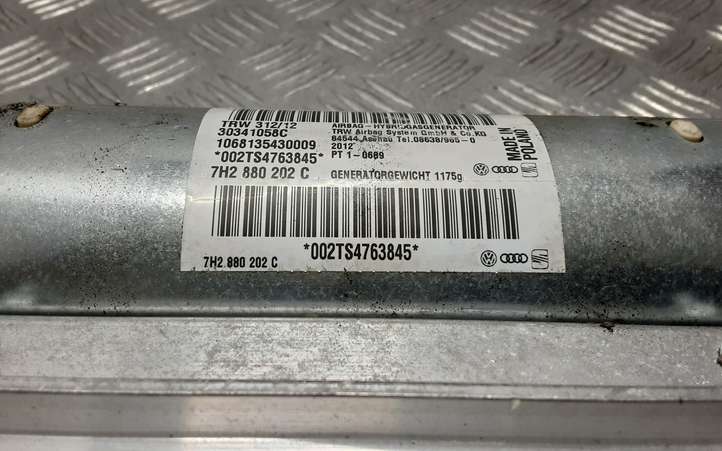 TRW 312/12
30341058C
1068135430009
*002TS4763845*
7H2 880 202 C
AIRBAG-HYBRIDGASGENERATOR
TRW Airbag System GmbH & Co.KG
84544 Aschau Tel.08638/965-0
2012
PT 1-0689
GENERATORGEWICHT 1175g
MADE IN
POLAND
*002TS4763845*
7H2 880 202 C